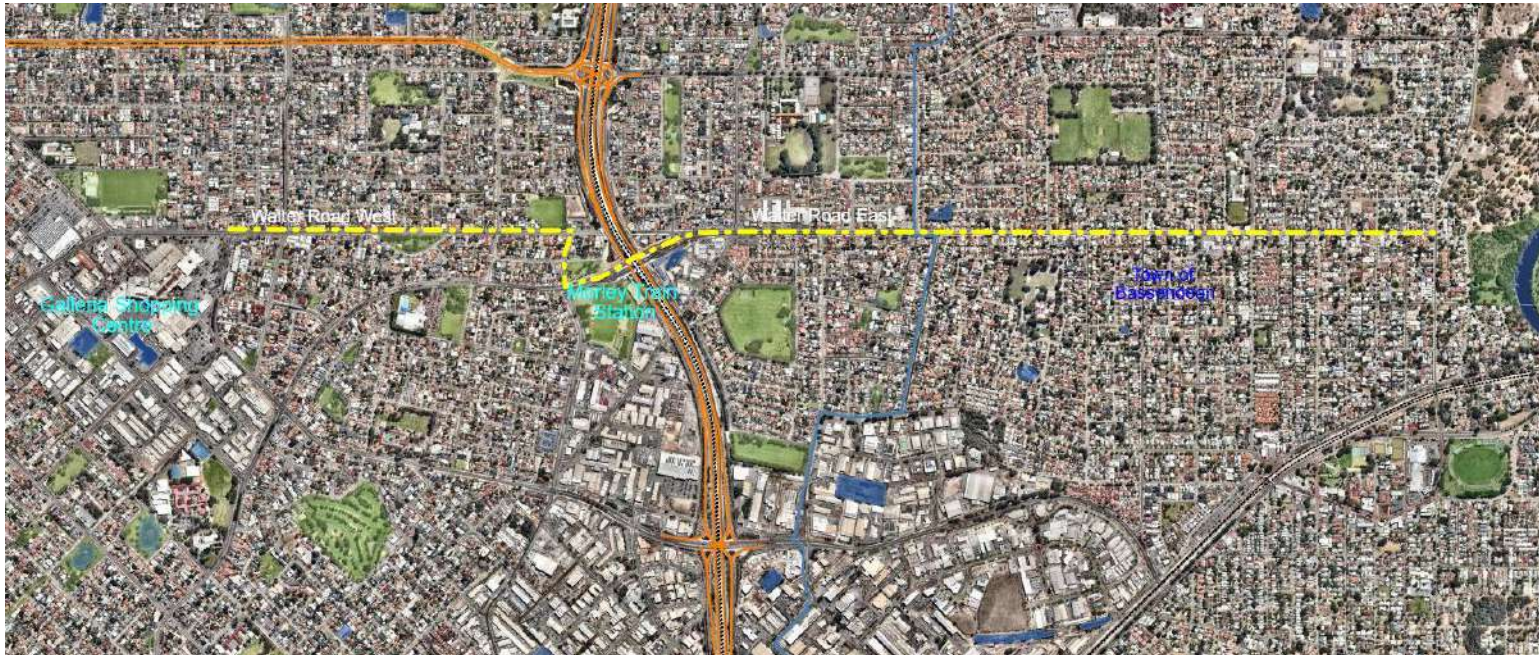 Walter Road West
Walter Road East
Galleria Shopping
Centre
Morley Train
Station
Town of
Bassendean